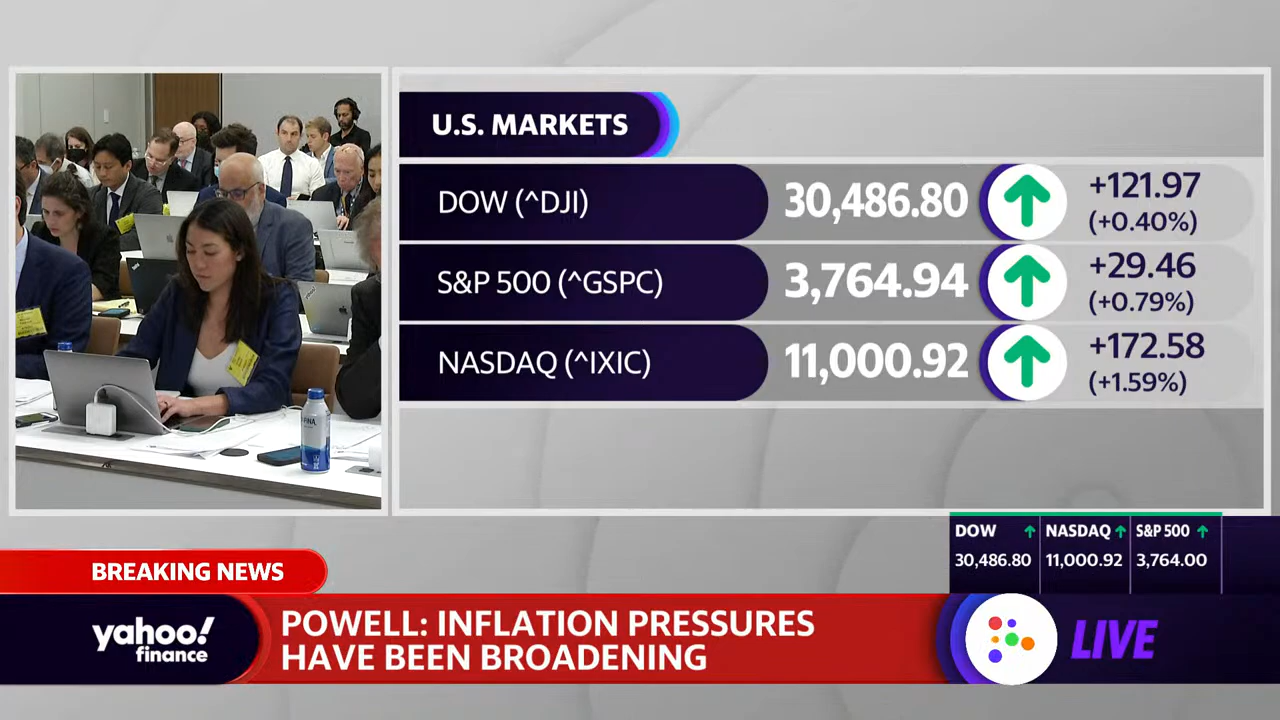 U.S. MARKETS
DOW (^DJI) 30,486.80 +121.97
(+0.40%)
S&P 500 (^GSPC) 3,764.94 +29.46
(+0.79%)
NASDAQ (^IXIC) 11,000.92 +172.58
(+1.59%)
DOW NASDAQ S&P 500
30,486.80 11,000.92 3,764.00
BREAKING NEWS
yahoo!
finance
POWELL: INFLATION PRESSURES
HAVE BEEN BROADENING
LIVE